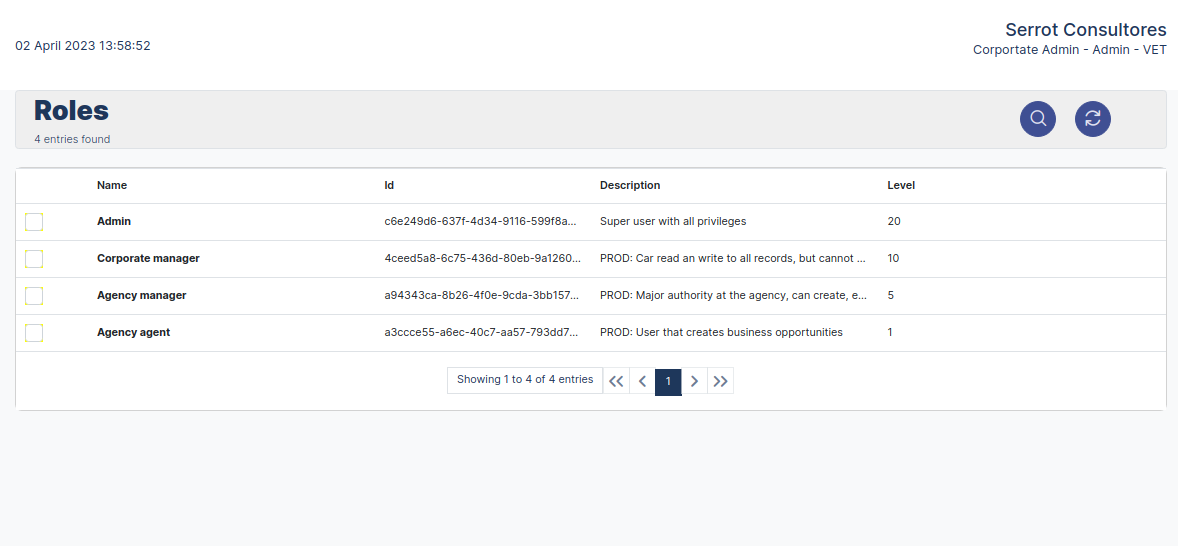 Serrot Consultores
02 April 2023 13:58:52
Corportate Admin - Admin - VET
Roles
4 entries found
Name Id Description Level
Admin c6e249d6-637f-4d34-9116-599f8a... Super user with all privileges 20
Corporate manager 4ceed5a8-6c75-436d-80eb-9a1260... PROD: Car read an write to all records, but cannot ... 10
Agency manager a94343ca-8b26-4f0e-9cda-3bb157... PROD: Major authority at the agency, can create, e... 5
Agency agent a3ccce55-a6ec-40c7-aa57-793dd7... PROD: User that creates business opportunities 1
Showing 1 to 4 of 4 entries 1